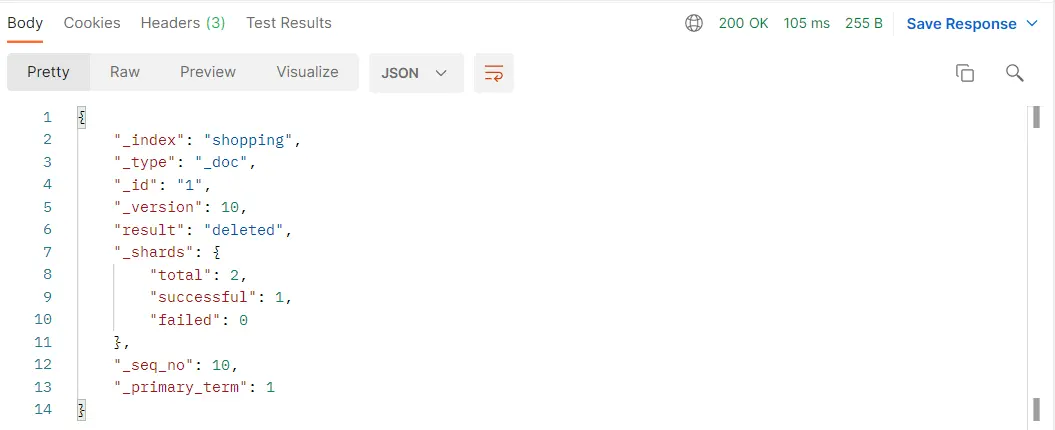 Body Cookies Headers (3) Test Results 200 OK 105 ms 255 B Save Response
Pretty Raw Preview Visualize JSON
1 {
2 "_index": "shopping",
3 "_type": "_doc",
4 "_id": "1",
5 "_version": 10,
6 "result": "deleted",
7 "_shards": {
8 "total": 2,
9 "successful": 1,
10 "failed": 0
11 },
12 "_seq_no": 10,
13 "_primary_term": 1
14 }